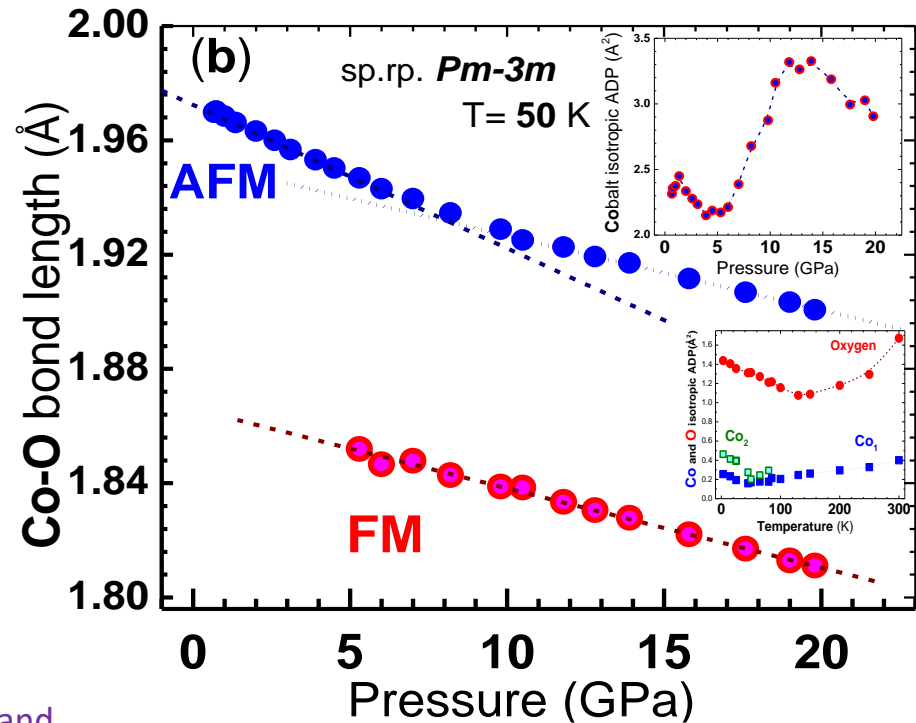 2.00
1.96
1.92
1.88
1.84
1.80
Co-O bond length (Å)
(b)
sp.rp. Pm-3m
T= 50 K
AFM
FM
0 5 10 15 20
Pressure (GPa)
3.5
3.0
2.5
2.0
Cobalt isotropic ADP (Å²)
0 5 10 15 20
Pressure (GPa)
1.6
1.4
1.2
1.0
0.8
0.6
0.4
0.2
0.0
Co and O isotropic ADP(Å²)
Oxygen
Co₂
Co₁
0 50 100 150 200 250 300
Temperature (K)
and